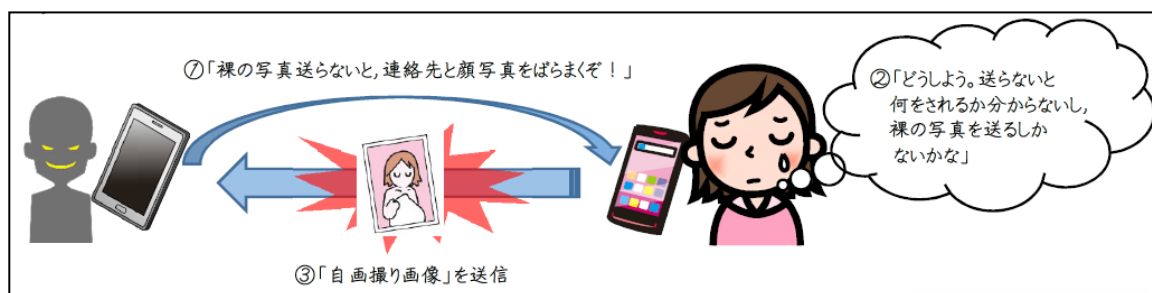 ①「裸の写真送らないと,連絡先と顔写真をばらまくぞ!」
②「どうしよう。送らないと
何をされるか分からないし,
裸の写真を送るしか
ないかな」
③「自画撮り画像」を送信